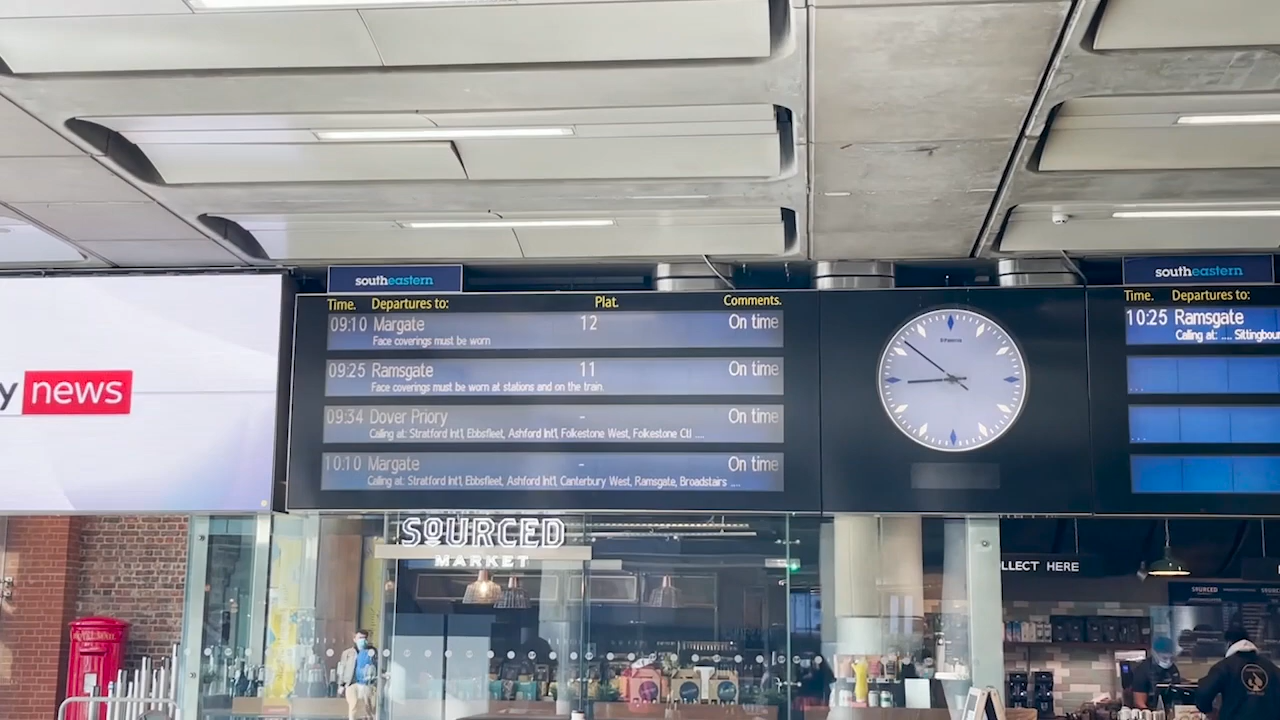 southeastern
southeastern
Time. Departures to: Plat. Comments.
09:10 Margate 12 On time
Face coverings must be worn
09:25 Ramsgate 11 On time
Face coverings must be worn at stations and on the train.
09:34 Dover Priory - On time
Calling at: Stratford Int'l, Ebbsfleet, Ashford Int'l, Folkestone West, Folkestone C ....
10:10 Margate - On time
Calling at: Stratford Int'l, Ebbsfleet, Ashford Int'l, Canterbury West, Ramsgate, Broadstairs ....
Time. Departures to:
10:25 Ramsgate
Calling at: .... Sittingbou
y news
SOURCED
MARKET
LLECT HERE